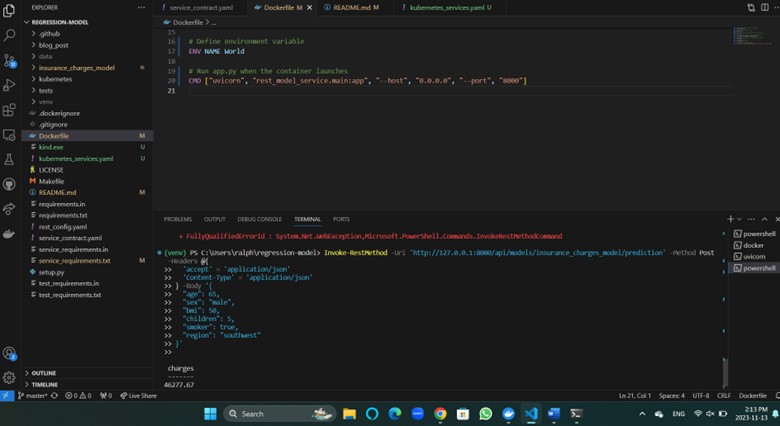 EXPLORER
service_contract.yaml
Dockerfile M
README.md M
kubernetes_services.yaml U
REGRESSION-MODEL
.github
blog_post
data
insurance_charges_model
kubernetes
tests
venv
.dockerignore
.gitignore
Dockerfile M
kind.exe U
kubernetes_services.yaml U
LICENSE
Makefile
README.md M
requirements.in
requirements.txt
rest_config.yaml
service_contract.yaml
service_requirements.in
service_requirements.txt M
setup.py
test_requirements.in
test_requirements.txt
OUTLINE
TIMELINE
Dockerfile > ...
15
16 # Define environment variable
17 ENV NAME World
18
19 # Run app.py when the container launches
20 CMD ["uvicorn", "rest_model_service.main:app", "--host", "0.0.0.0", "--port", "8000"]
21
PROBLEMS OUTPUT DEBUG CONSOLE TERMINAL PORTS
+ FullyQualifiedErrorId : System.Net.WebException,Microsoft.PowerShell.Commands.InvokeRestMethodCommand
(venv) PS C:\Users\ralph\regression-model> Invoke-RestMethod -Uri 'http://127.0.0.1:8000/api/models/insurance_charges_model/prediction' -Method Post
-Headers @{
>> 'accept' = 'application/json'
>> 'Content-Type' = 'application/json'
>> } -Body '{
>> "age": 65,
>> "sex": "male",
>> "bmi": 50,
>> "children": 5,
>> "smoker": true,
>> "region": "southwest"
>> }'
>>
charges
-------
46277.67
powershell
docker
uvicorn
powershell
master* 0 0 0 Live Share
Ln 21, Col 1 Spaces: 4 UTF-8 CRLF Dockerfile
Search
ENG
2:13 PM
2023-11-13